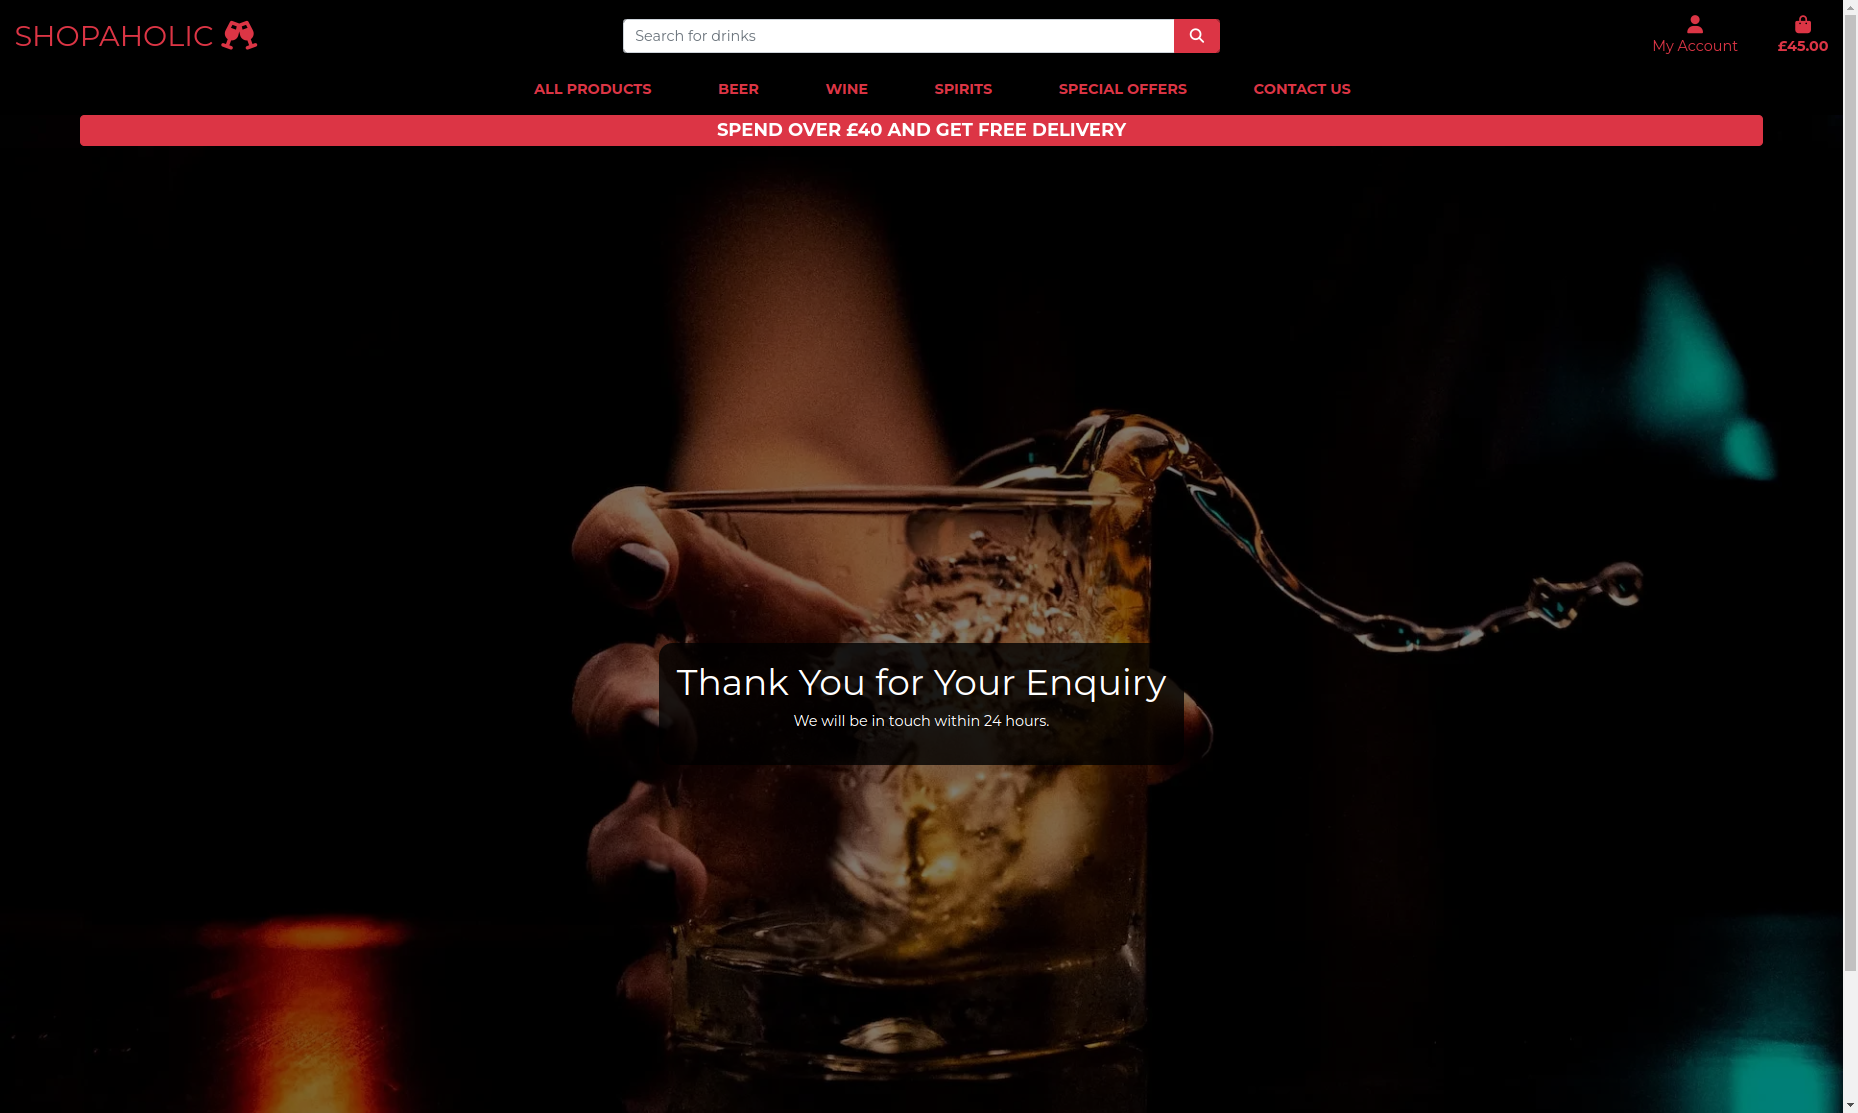 SHOPAHOLIC
Search for drinks
My Account
£45.00
ALL PRODUCTS
BEER
WINE
SPIRITS
SPECIAL OFFERS
CONTACT US
SPEND OVER £40 AND GET FREE DELIVERY
Thank You for Your Enquiry
We will be in touch within 24 hours.